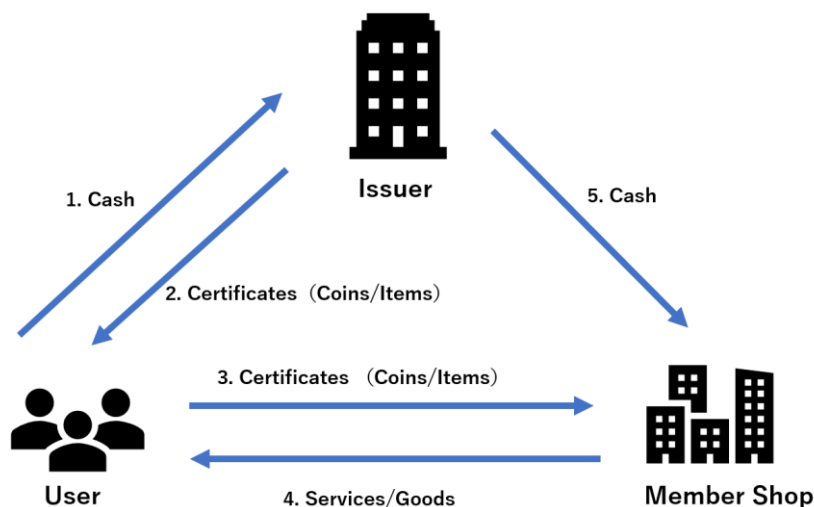 Issuer
1. Cash
5. Cash
2. Certificates（Coins/Items）
3. Certificates （Coins/Items）
4. Services/Goods
User
Member Shop